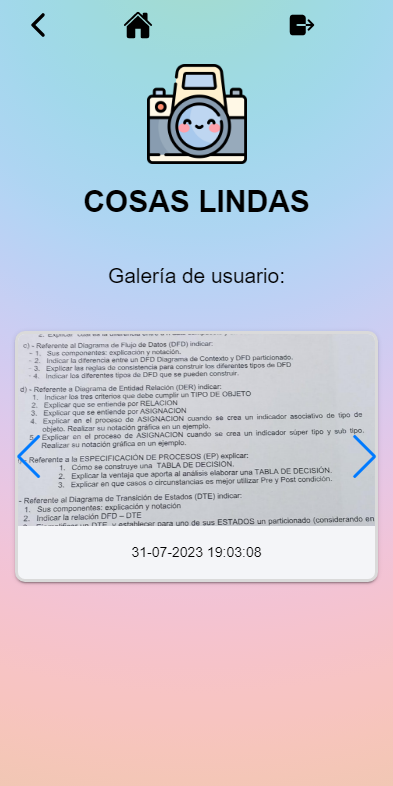 COSAS LINDAS
Galería de usuario:
2. Explicar cuál es la diferencia entre
c) - Referente al Diagrama de Flujo de Datos (DFD) indicar:
- 1. Sus componentes: explicación y notación.
- 2. Indicar la diferencia entre un DFD Diagrama de Contexto y DFD particionado.
- 3. Explicar las reglas de consistencia para construir los diferentes tipos de DFD
- 4. Indicar los diferentes tipos de DFD que se pueden construir.
d) - Referente a Diagrama de Entidad Relación (DER) indicar:
1. Indicar los tres criterios que debe cumplir un TIPO DE OBJETO
2. Explicar que se entiende por RELACION
3. Explicar que se entiende por ASIGNACION
4. Explicar en el proceso de ASIGNACION cuando se crea un indicador asociativo de tipo de
objeto. Realizar su notación gráfica en un ejemplo.
5. Explicar en el proceso de ASIGNACION cuando se crea un indicador súper tipo y sub tipo.
Realizar su notación gráfica en un ejemplo.
- Referente a la ESPECIFICACIÓN DE PROCESOS (EP) explicar:
1. Cómo se construye una TABLA DE DECISIÓN.
2. Explicar la ventaja que aporta al análisis elaborar una TABLA DE DECISIÓN.
3. Explicar en que casos o circunstancias es mejor utilizar Pre y Post condición.
- Referente al Diagrama de Transición de Estados (DTE) indicar:
1. Sus componentes: explicación y notación
2. Indicar la relación DFD – DTE
3. Ejemplificar un DTE, y establecer para uno de sus ESTADOS un particionado (considerando en
31-07-2023 19:03:08